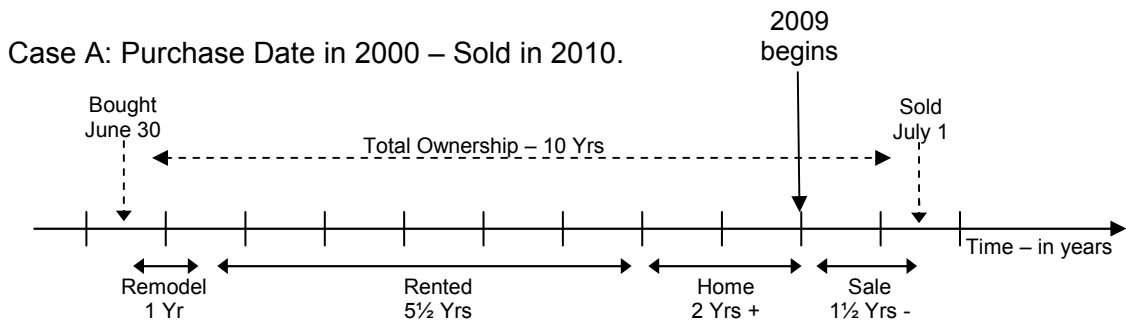 2009
begins
Case A: Purchase Date in 2000 – Sold in 2010.
Bought
June 30
Sold
July 1
Total Ownership – 10 Yrs
Time – in years
Remodel
1 Yr
Rented
5½ Yrs
Home
2 Yrs +
Sale
1½ Yrs -